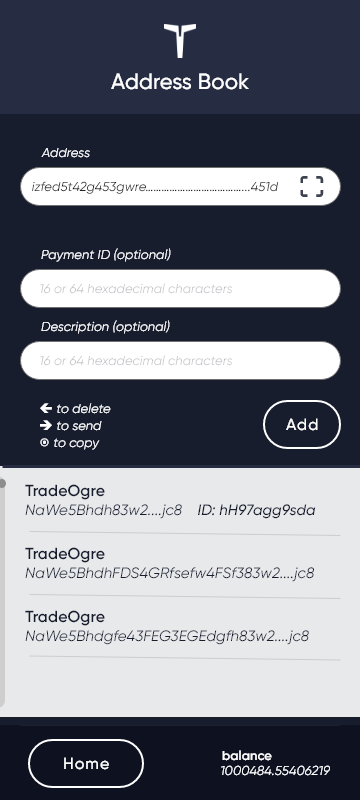 Address Book
Address
izfed5t42g453gwre.......................................451d
Payment ID (optional)
16 or 64 hexadecimal characters
Description (optional)
16 or 64 hexadecimal characters
← to delete
→ to send
to copy
Add
TradeOgre
NaWe5Bhdh83w2....jc8 ID: hH97agg9sda
TradeOgre
NaWe5BhdhFDS4GRfsefw4FSf383w2....jc8
TradeOgre
NaWe5Bhdgfe43FEG3EGEdgfh83w2....jc8
Home
balance
1000484.55406219